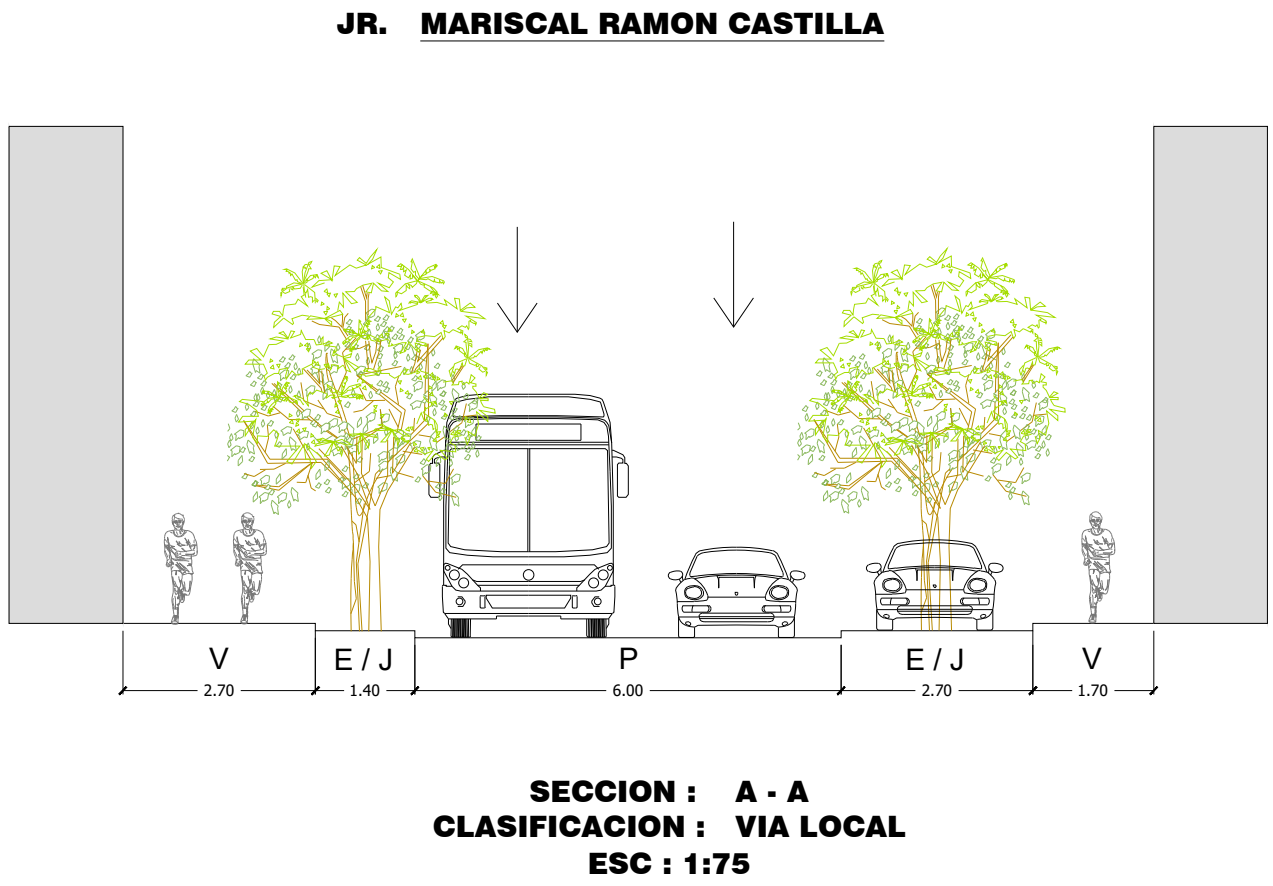 JR. MARISCAL RAMON CASTILLA
V E / J P E / J V
2.70 1.40 6.00 2.70 1.70
SECCION : A - A
CLASIFICACION : VIA LOCAL
ESC : 1:75